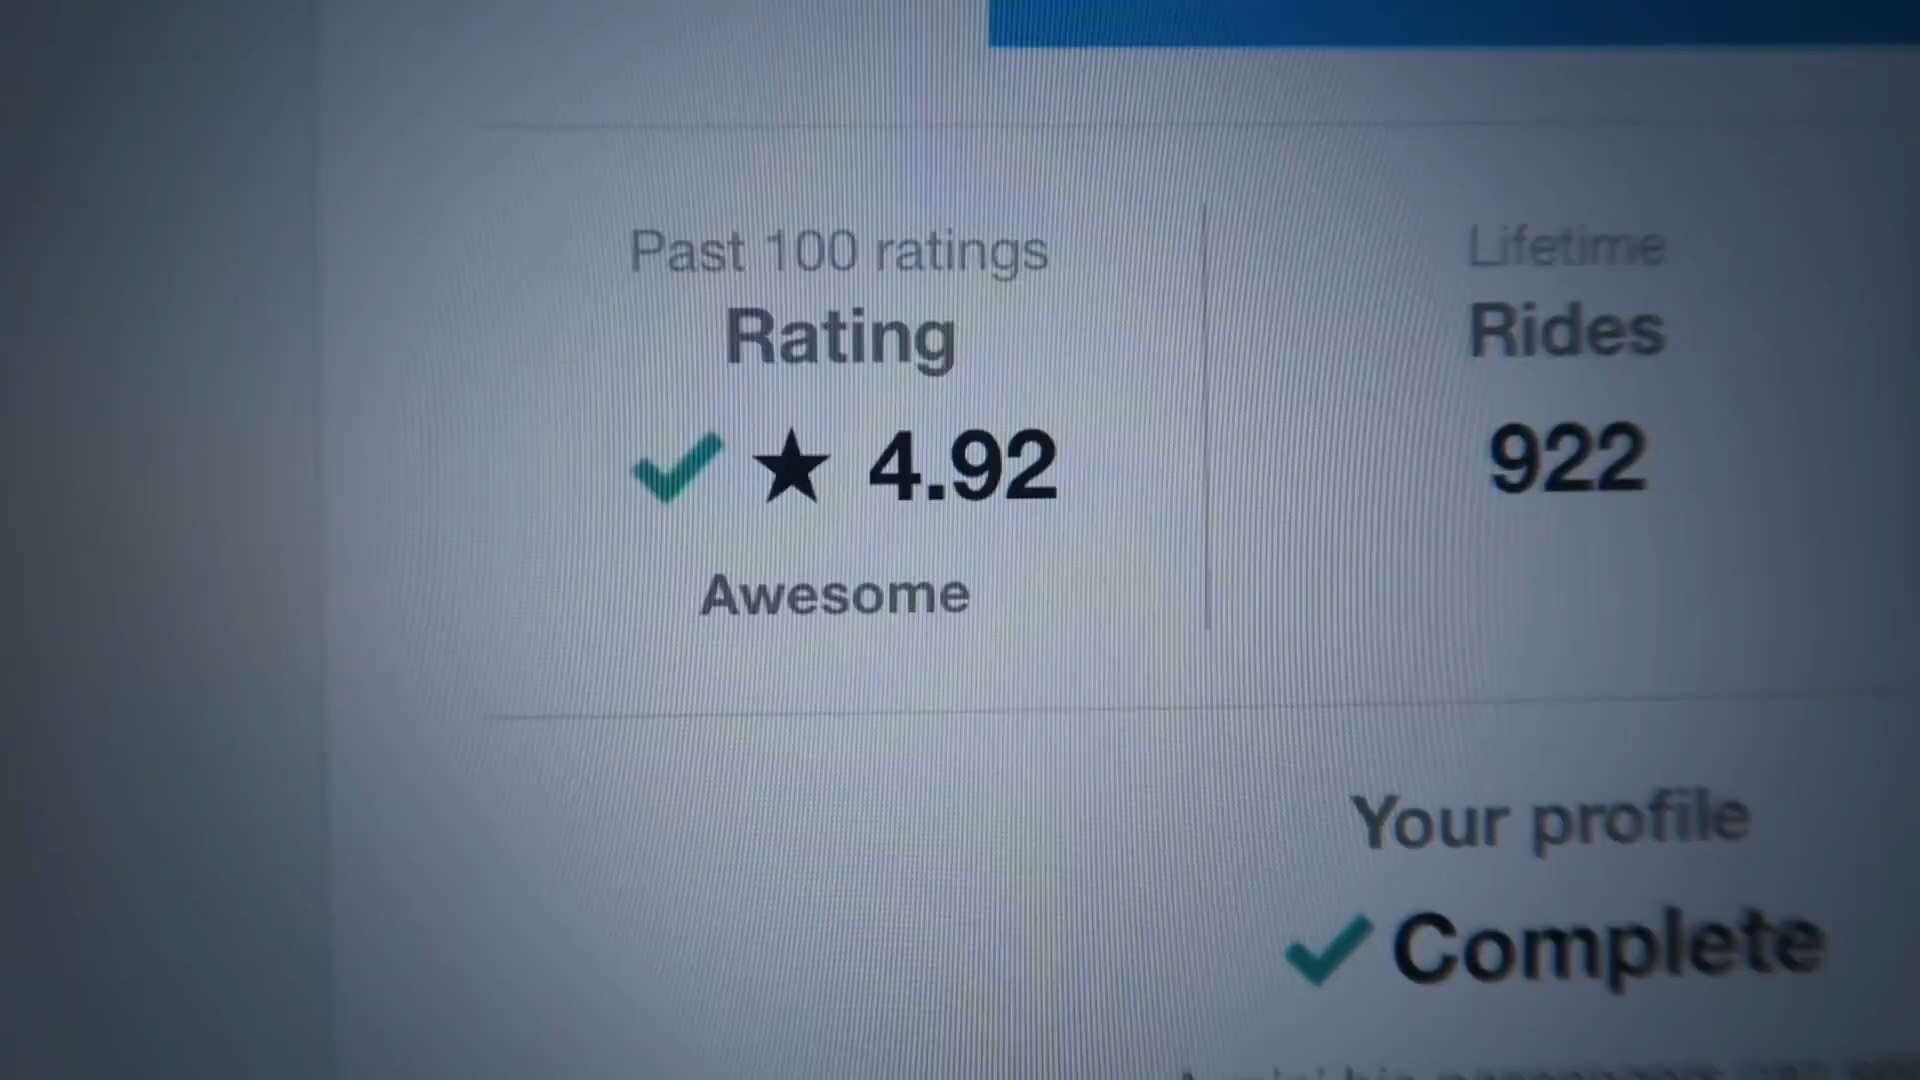 Past 100 ratings
Rating
★ 4.92
Awesome
Lifetime
Rides
922
Your profile
Complete